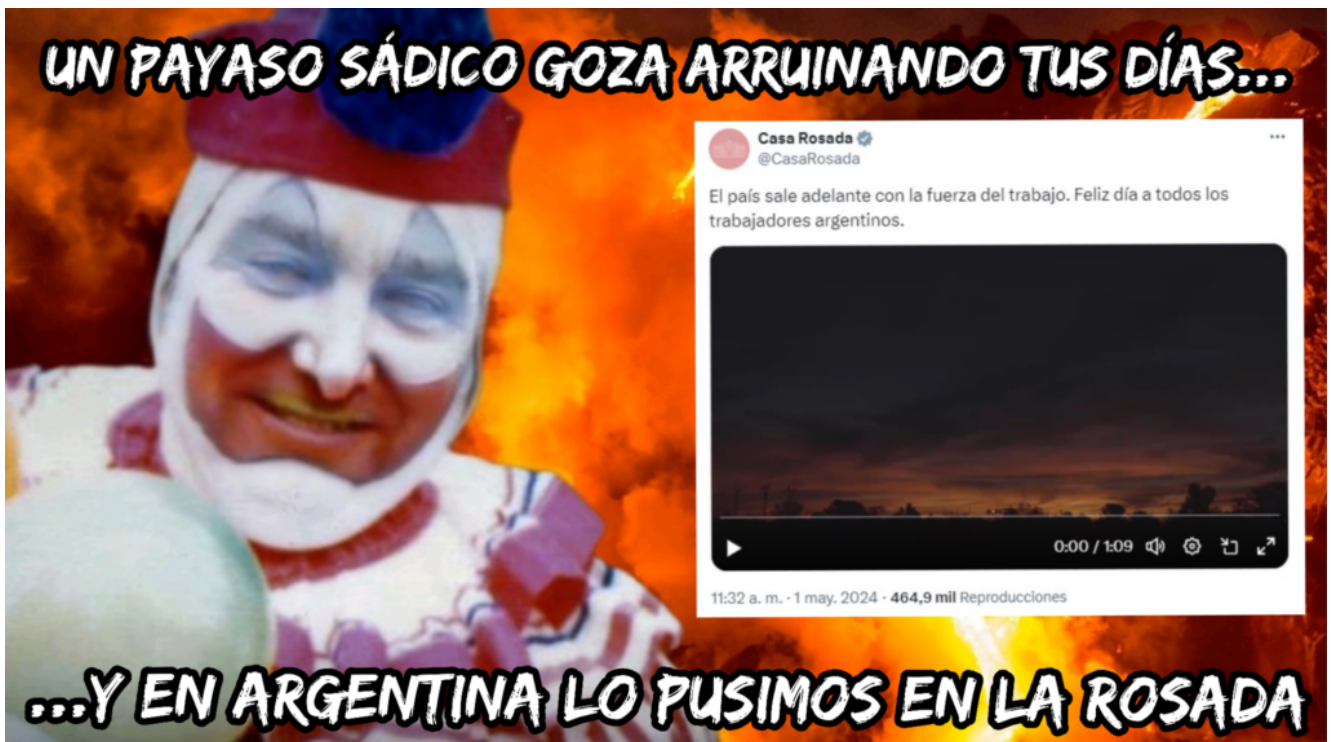 UN PAYASO SÁDICO GOZA ARRUINANDO TUS DÍAS...
Casa Rosada
@CasaRosada
El país sale adelante con la fuerza del trabajo. Feliz día a todos los
trabajadores argentinos.
0:00 / 1:09
11:32 a. m. · 1 may. 2024 · 464,9 mil Reproducciones
...Y EN ARGENTINA LO PUSIMOS EN LA ROSADA